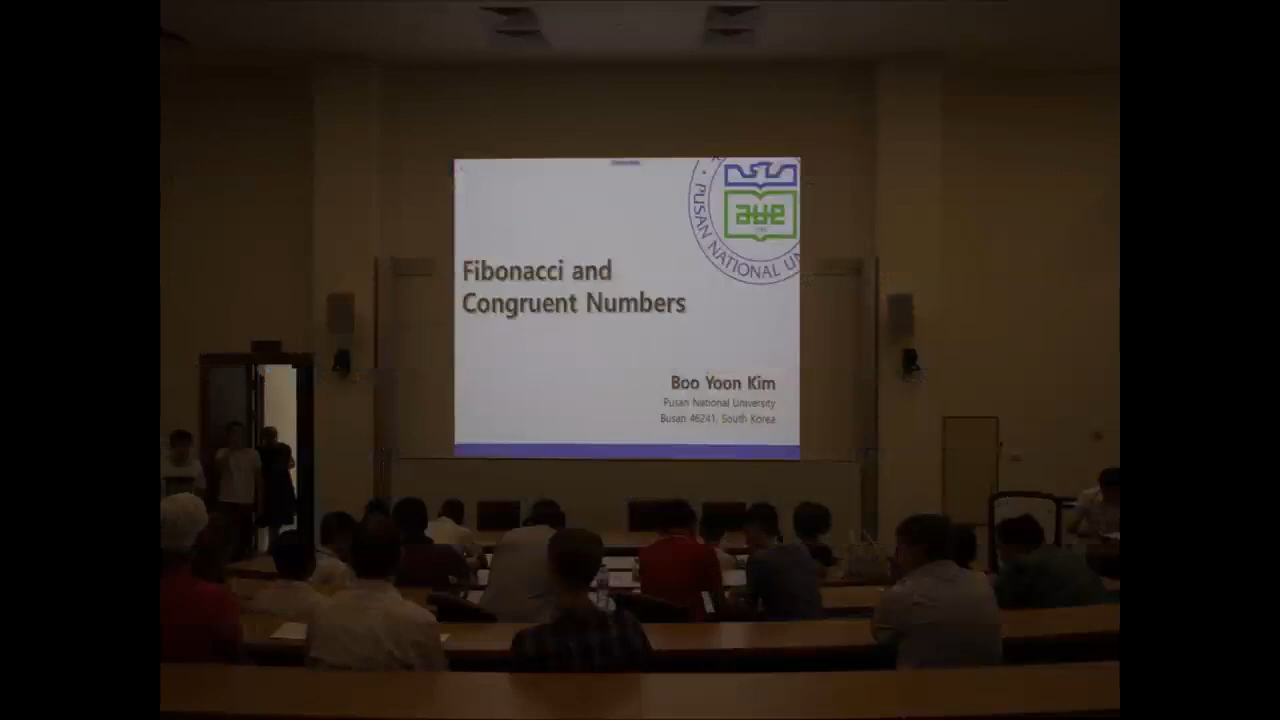 PUSAN NATIONAL UN
Fibonacci and
Congruent Numbers
Boo Yoon Kim
Pusan National University
Busan 46241, South Korea